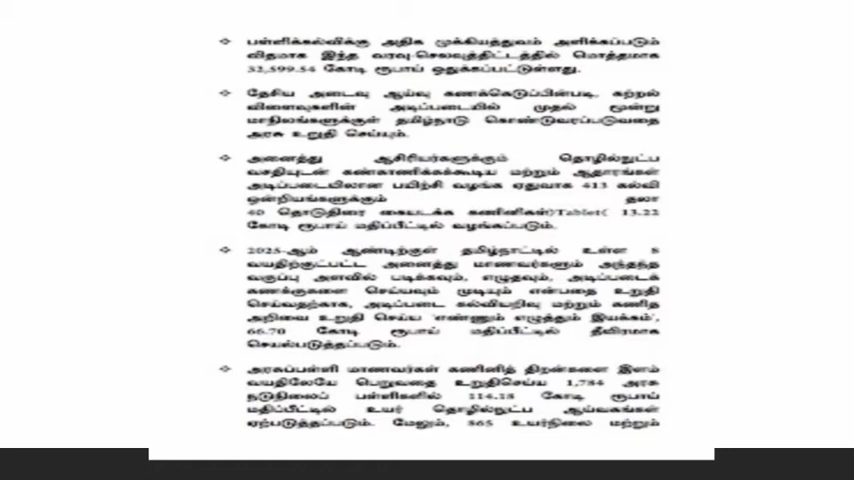 ❖ பள்ளிக்கல்விக்கு அதிக முக்கியத்துவம் அளிக்கப்படும்
விதமாக இந்த வரவு-செலவுத்திட்டத்தில் மொத்தமாக
32,599.54 கோடி ரூபாய் ஒதுக்கப்பட்டுள்ளது.
❖ தேசிய அடைவு ஆய்வு கணக்கெடுப்பின்படி, கற்றல்
விளைவுகளின் அடிப்படையில் முதல் மூன்று
மாநிலங்களுக்குள் தமிழ்நாடு கொண்டுவரப்படுவதை
அரசு உறுதி செய்யும்.
❖ அனைத்து ஆசிரியர்களுக்கும் தொழில்நுட்ப
வசதியுடன் கண்காணிக்கக்கூடிய மற்றும் ஆதாரங்கள்
அடிப்படையிலான பயிற்சி வழங்க ஏதுவாக 413 கல்வி
ஒன்றியங்களுக்கும் தலா
40 தொடுதிரை கையடக்க கணினிகள்)Tablet( 13.22
கோடி ரூபாய் மதிப்பீட்டில் வழங்கப்படும்.
❖ 2025-ஆம் ஆண்டிற்குள் தமிழ்நாட்டில் உள்ள 8
வயதிற்குட்பட்ட அனைத்து மாணவர்களும் அந்தந்த
வகுப்பு அளவில் படிக்கவும், எழுதவும், அடிப்படைக்
கணக்குகளை செய்யவும் முடியும் என்பதை உறுதி
செய்வதற்காக, அடிப்படை கல்வியறிவு மற்றும் கணித
அறிவை உறுதி செய்ய 'எண்ணும் எழுத்தும் இயக்கம்',
66.70 கோடி ரூபாய் மதிப்பீட்டில் தீவிரமாக
செயல்படுத்தப்படும்.
❖ அரசுப்பள்ளி மாணவர்கள் கணினித் திறன்களை இளம்
வயதிலேயே பெறுவதை உறுதிசெய்ய 1,784 அரசு
நடுநிலைப் பள்ளிகளில் 114.18 கோடி ரூபாய்
மதிப்பீட்டில் உயர் தொழில்நுட்ப ஆய்வகங்கள்
ஏற்படுத்தப்படும். மேலும், 865 உயர்நிலை மற்றும்